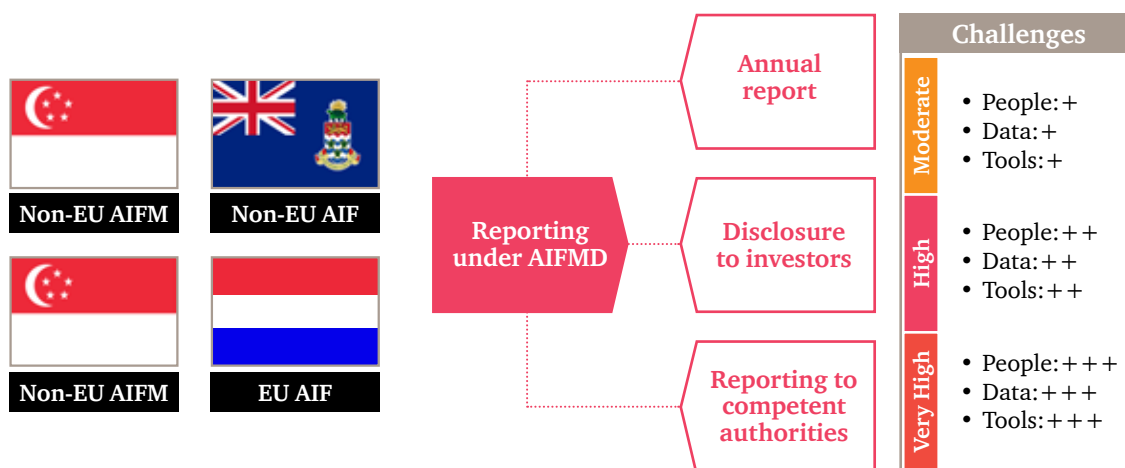 Non-EU AIFM
Non-EU AIF
Non-EU AIFM
EU AIF
Reporting
under AIFMD
Annual
report
Disclosure
to investors
Reporting to
competent
authorities
Challenges
Moderate
• People:+
• Data:+
• Tools:+
High
• People:++
• Data:++
• Tools:++
Very High
• People:+++
• Data:+++
• Tools:+++